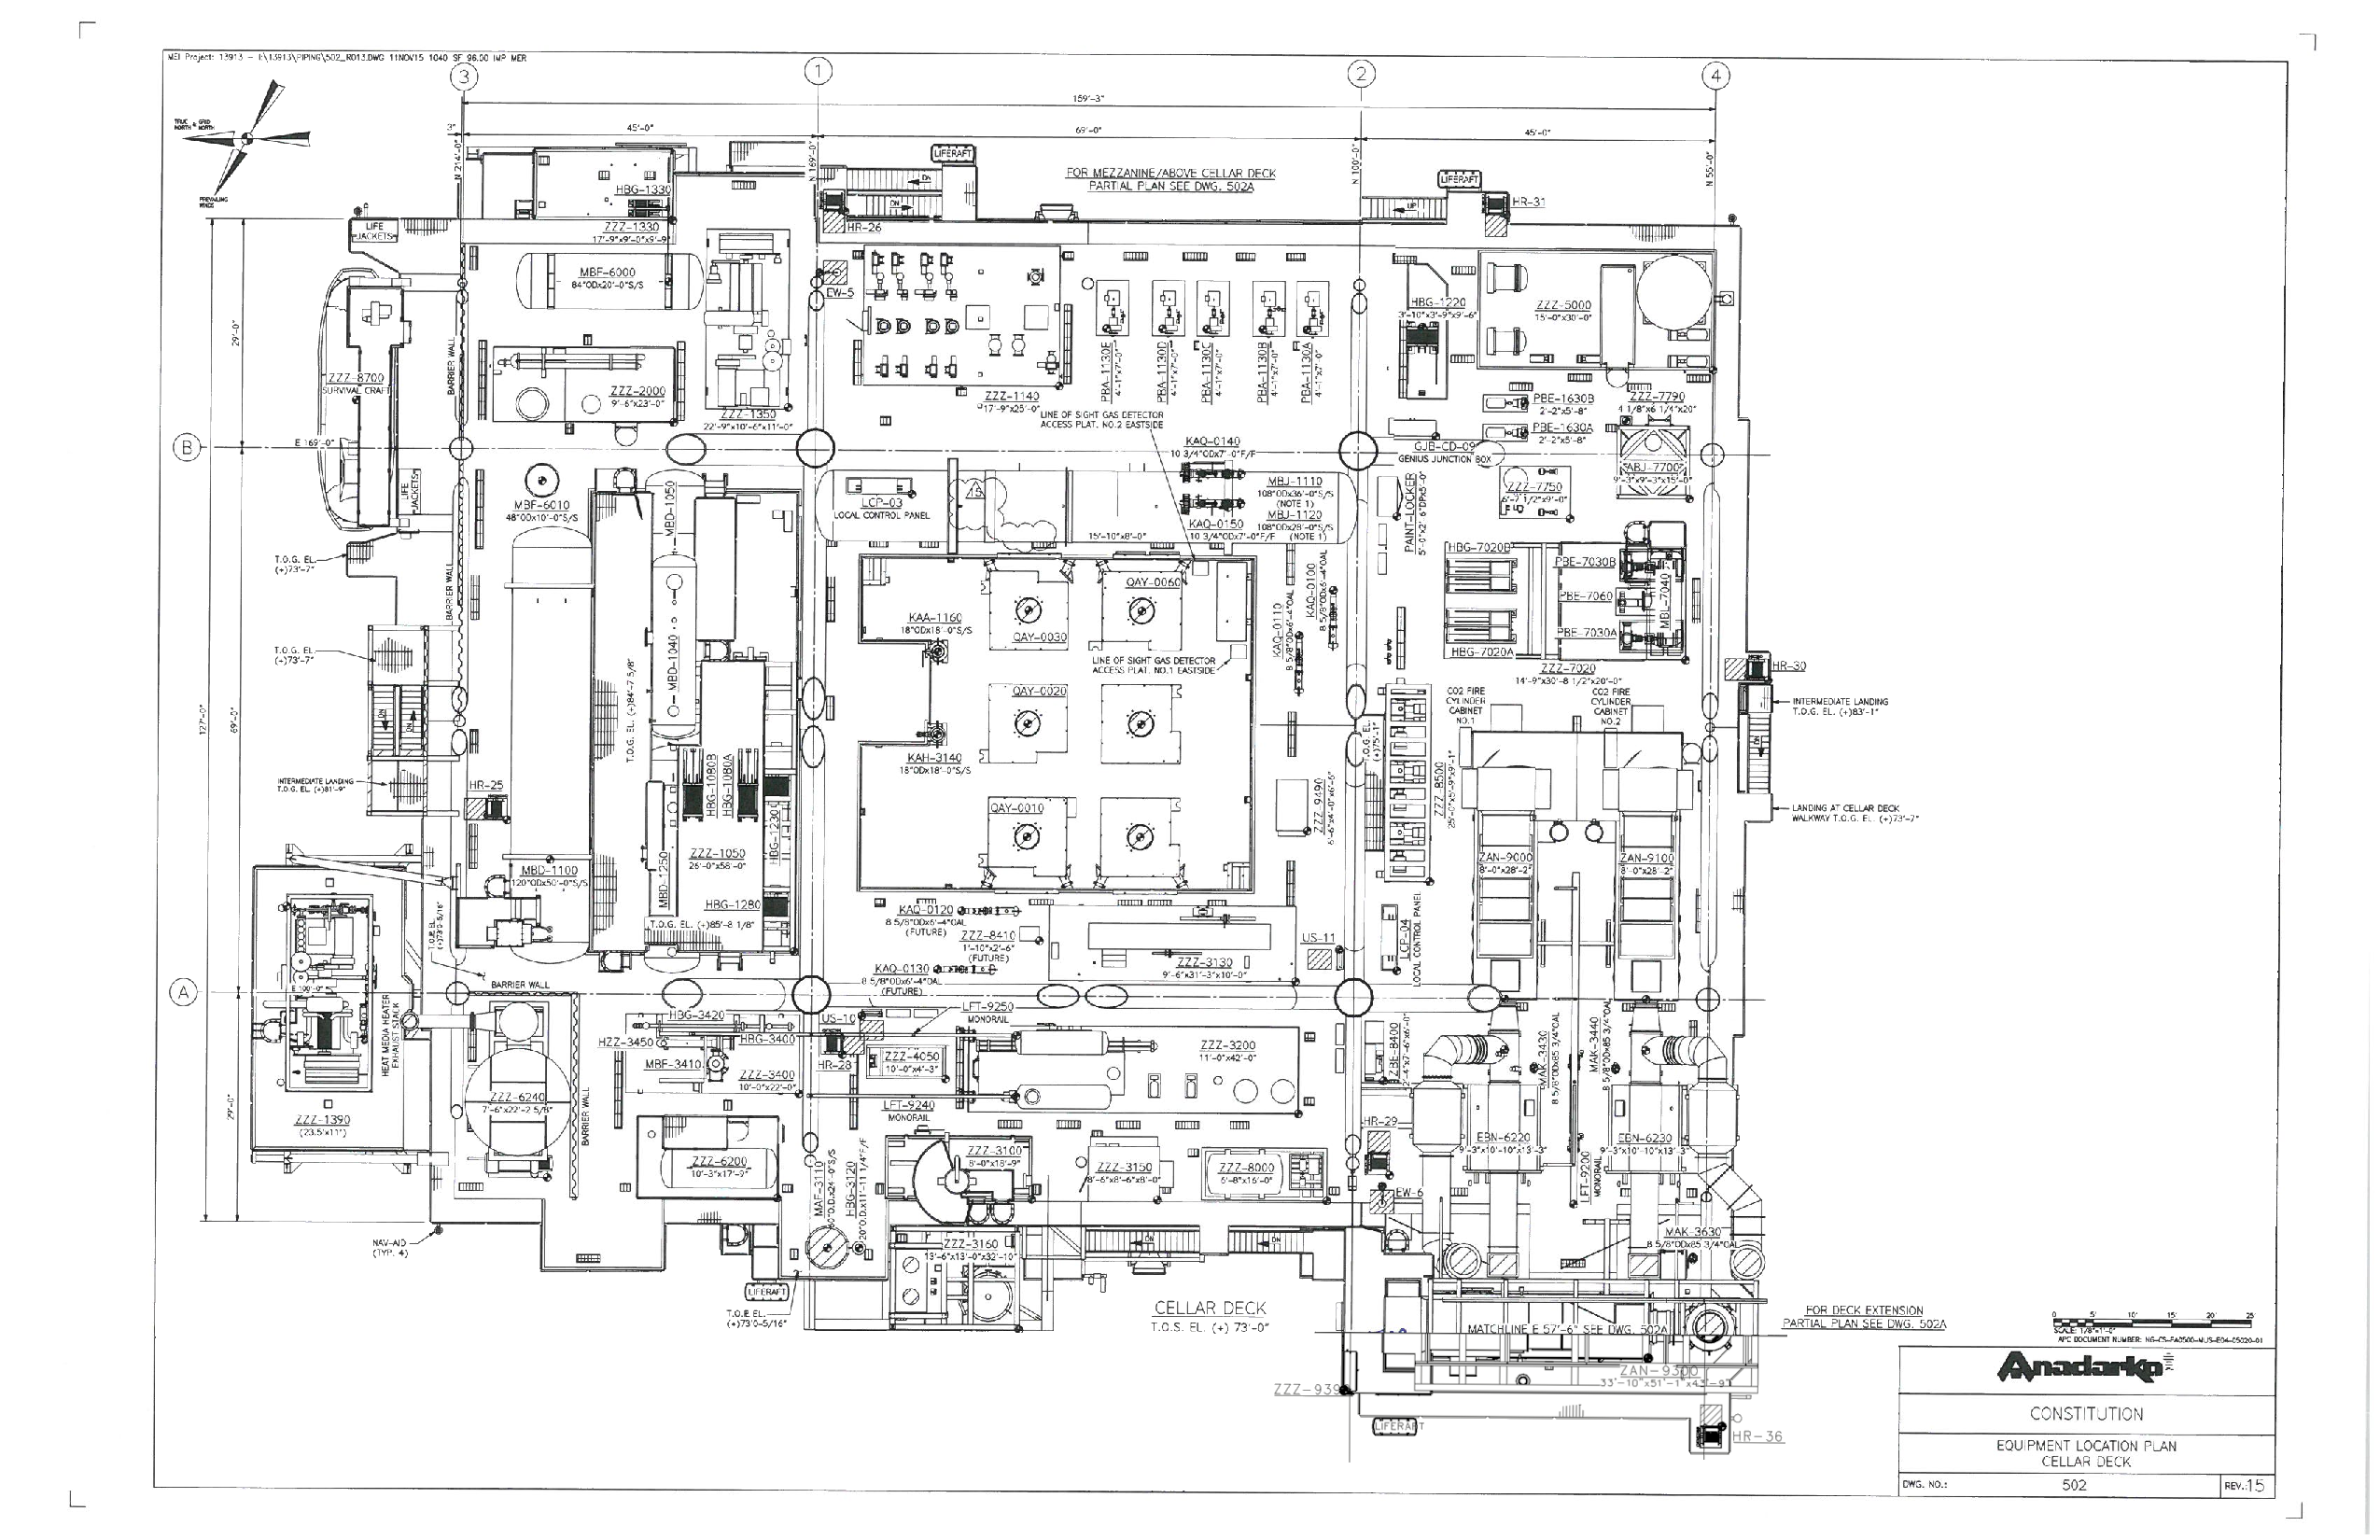 MEI Project: 13913 - I:\13913\PIPING\502_R013.DWG 11NOV15 1040 SF 96.00 IMP MER
3
1
2
4
159'-3"
3"
45'-0"
69'-0"
45'-0"
TRUE & GRID
NORTH NORTH
PREVAILING
WINDS
N 214'-0"
N 169'-0"
N 100'-0"
N 55'-0"
LIFERAFT
FOR MEZZANINE/ABOVE CELLAR DECK
PARTIAL PLAN SEE DWG. 502A
LIFERAFT
DN
DN
UP
HBG-1330
HR-31
HR-26
LIFE
JACKETS
ZZZ-1330
17'-9"x9'-0"x9'-9"
MBF-6000
84"ODx20'-0"S/S
EW-5
HBG-1220
3'-10"x3'-9"x9'-6"
ZZZ-5000
15'-0"x30'-0"
29'-0"
BARRIER WALL
ZZZ-8700
SURVIVAL CRAFT
ZZZ-2000
9'-6"x23'-0"
ZZZ-1350
22'-9"x10'-6"x11'-0"
ZZZ-1140
17'-9"x25'-0"
PBA-1130E
4'-1"x7'-0"
PBA-1130D
4'-1"x7'-0"
PBA-1130C
4'-1"x7'-0"
PBA-1130B
4'-1"x7'-0"
PBA-1130A
4'-1"x7'-0"
PBE-1630B
2'-2"x5'-8"
ZZZ-7790
4 1/8"x6 1/4"x20"
PBE-1630A
2'-2"x5'-8"
LINE OF SIGHT GAS DETECTOR
ACCESS PLAT. NO.2 EASTSIDE
B
E 169'-0"
KAQ-0140
10 3/4"ODx7'-0"F/F
GJB-CD-09
GENIUS JUNCTION BOX
ABJ-7700
9'-3"x9'-3"x15'-0"
LIFE
JACKETS
MBF-6010
48"ODx10'-0"S/S
MBD-1050
LCP-03
LOCAL CONTROL PANEL
15
MBJ-1110
108"ODx36'-0"S/S
(NOTE 1)
MBJ-1120
108"ODx28'-0"S/S
(NOTE 1)
KAQ-0150
10 3/4"ODx7'-0"F/F
15'-10"x8'-0"
PAINT-LOCKER
5'-0"x2' 6"DPx5'-0"
ZZZ-7750
6'-7 1/2"x9'-0"
T.O.G. EL.
(+)73'-7"
HBG-7020B
PBE-7030B
PBE-7060
PBE-7030A
MBL-7040
HBG-7020A
ZZZ-7020
14'-9"x30'-8 1/2"x20'-0"
BARRIER WALL
KAA-1160
18"ODx18'-0"S/S
QAY-0060
QAY-0030
KAQ-0100
8 5/8"ODx6'-4"OAL
KAQ-0110
8 5/8"ODx6'-4"OAL
T.O.G. EL.
(+)73'-7"
T.O.G. EL. (+)84'-7 5/8"
MBD-1040
LINE OF SIGHT GAS DETECTOR
ACCESS PLAT. NO.1 EASTSIDE
HR-30
127'-0"
69'-0"
QAY-0020
CO2 FIRE
CYLINDER
CABINET
NO.1
CO2 FIRE
CYLINDER
CABINET
NO.2
INTERMEDIATE LANDING
T.O.G. EL. (+)83'-1"
DN
DN
DN
T.O.G. EL.
(+)75'-1"
KAH-3140
18"ODx18'-0"S/S
HBG-1080B
HBG-1080A
INTERMEDIATE LANDING
T.O.G. EL. (+)81'-9"
HR-25
QAY-0010
ZZZ-9490
6'-6"x4'-0"x6'-6"
ZZZ-8500
25'-0"x5'-9"x9'-1"
LANDING AT CELLAR DECK
WALKWAY T.O.G. EL. (+)73'-7"
HBG-1230
ZZZ-1050
26'-0"x58'-0"
MBD-1100
120"ODx50'-0"S/S
MBD-1250
ZAN-9000
8'-0"x28'-2"
ZAN-9100
8'-0"x28'-2"
HBG-1280
T.O.G. EL. (+)85'-8 1/8"
KAQ-0120
8 5/8"ODx6'-4"OAL
(FUTURE)
ZZZ-8410
1'-10"x2'-6"
(FUTURE)
T.O.E EL.
(+)73'0-5/16"
US-11
LCP-04
LOCAL CONTROL PANEL
ZZZ-3130
9'-6"x31'-3"x10'-0"
KAQ-0130
8 5/8"ODx6'-4"OAL
(FUTURE)
A
E 100'-0"
BARRIER WALL
HEAT MEDIA HEATER
EXHAUST STACK
HBG-3420
US-10
LFT-9250
MONORAIL
HZZ-3450
HBG-3400
MBF-3410
ZZZ-3400
10'-0"x22'-0"
HR-28
ZZZ-4050
10'-0"x4'-3"
ZZZ-3200
11'-0"x42'-0"
ZBE-8400
2'-4"x7'-4"x6'-0"
MAK-3430
8 5/8"ODx85 3/4"OAL
MAK-3440
8 5/8"ODx85 3/4"OAL
ZZZ-6240
7'-6"x22'-2 5/8"
BARRIER WALL
LFT-9240
MONORAIL
29'-0"
ZZZ-1390
(23.5'x11')
HR-29
EBN-6220
9'-3"x10'-10"x13'-3"
EBN-6230
9'-3"x10'-10"x13'-3"
ZZZ-6200
10'-3"x17'-9"
MAF-3110
60"O.D.x24'-0"S/S
HBG-3120
20"O.D.x11'-11 1/4"F/F
ZZZ-3100
8'-0"x18'-9"
ZZZ-3150
8'-6"x8'-6"x8'-0"
ZZZ-8000
6'-8"x16'-0"
LFT-9200
MONORAIL
EW-6
NAV-AID
(TYP. 4)
MAK-3630
8 5/8"ODx85 3/4"OAL
ZZZ-3160
13'-6"x13'-0"x32'-10"
DN
DN
LIFERAFT
T.O.E EL.
(+)73'0-5/16"
CELLAR DECK
T.O.S. EL. (+) 73'-0"
MATCHLINE E 57'-6" SEE DWG. 502A
FOR DECK EXTENSION
PARTIAL PLAN SEE DWG. 502A
0 5' 10' 15' 20' 25'
SCALE: 1/8"=1'-0"
APC DOCUMENT NUMBER: NG-CS-FA0500-MUS-E04-05020-01
ZAN-9300
ZZZ-939
LIFERAFT
HR-36
Anadarko
CONSTITUTION
EQUIPMENT LOCATION PLAN
CELLAR DECK
DWG. NO.: 502 REV.:15